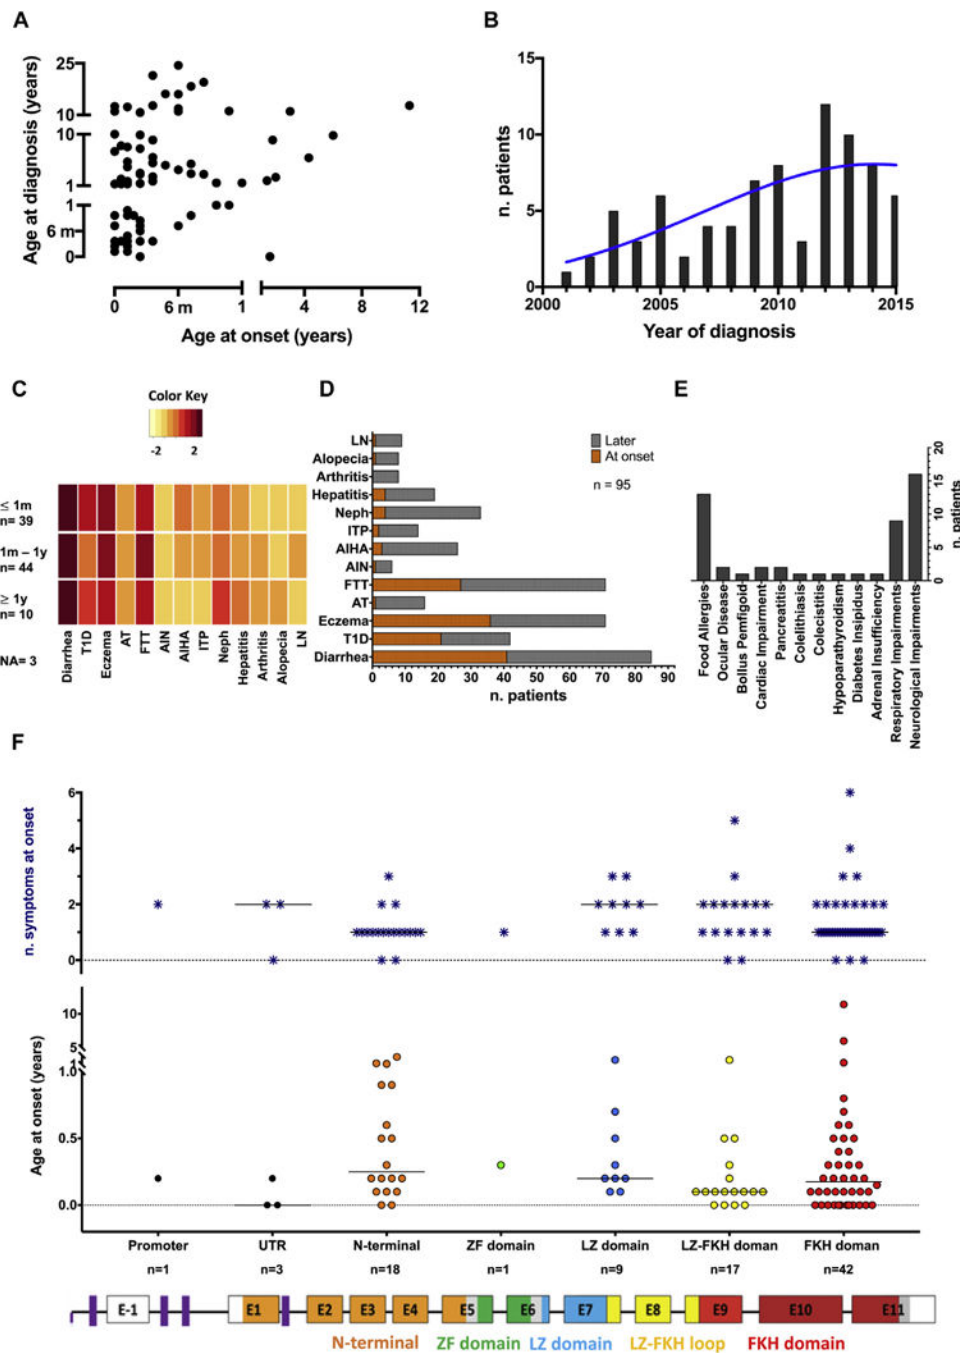 A
Age at diagnosis (years)
25
10
10
1
1
6 m
0
0
6 m
1
4
8
12
Age at onset (years)
B
n. patients
15
10
5
0
2000
2005
2010
2015
Year of diagnosis
C
Color Key
-2
2
≤ 1m
n= 39
1m – 1y
n= 44
≥ 1y
n= 10
NA= 3
Diarrhea
T1D
Eczema
AT
FTT
AIN
AIHA
ITP
Neph
Hepatitis
Arthritis
Alopecia
LN
D
LN
Alopecia
Arthritis
Hepatitis
Neph
ITP
AIHA
AIN
FTT
AT
Eczema
T1D
Diarrhea
Later
At onset
n = 95
0 10 20 30 40 50 60 70 80 90
n. patients
E
n. patients
20
15
10
5
0
Food Allergies
Ocular Disease
Bollus Pemfigoid
Cardiac Impairment
Pancreatitis
Colelithiasis
Colecistitis
Hypoparathyroidism
Diabetes Insipidus
Adrenal Insufficiency
Respiratory Impairments
Neurological Impairments
F
n. symptoms at onset
6
4
2
0
Age at onset (years)
10
5
1
1.0
0.5
0.0
Promoter UTR N-terminal ZF domain LZ domain LZ-FKH doman FKH doman
n=1 n=3 n=18 n=1 n=9 n=17 n=42
E-1 E1 E2 E3 E4 E5 E6 E7 E8 E9 E10 E11
N-terminal ZF domain LZ domain LZ-FKH loop FKH domain